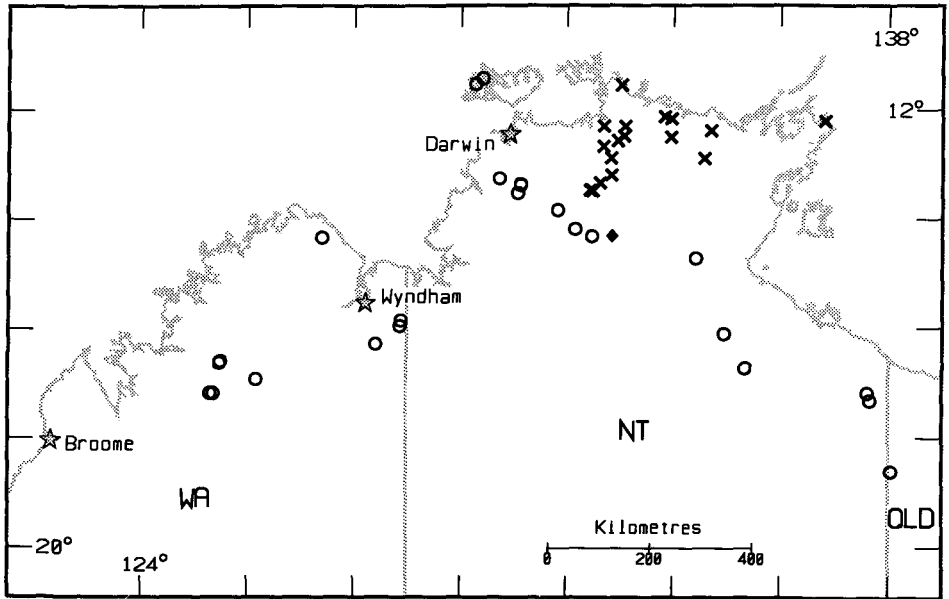 138°
12°
Darwin
Wyndham
Broome
NT
WA
QLD
Kilometres
0 200 400
20°
124°